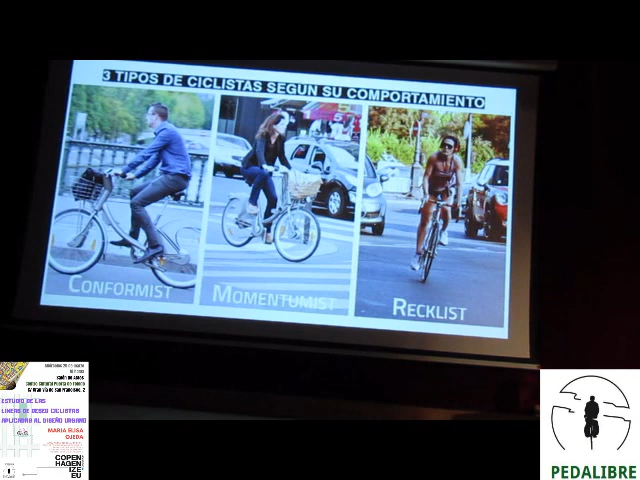 3 TIPOS DE CICLISTAS SEGUN SU COMPORTAMIENTO
CONFORMIST
MOMENTUMIST
RECKLIST
ESTUDIO DE LAS
LINEAS DE DESEO CICLISTAS
APLICADAS AL DISEÑO URBANO
MARIA ELISA
OJEDA
COPEN
HAGEN
IZE
EU
PEDALIBRE